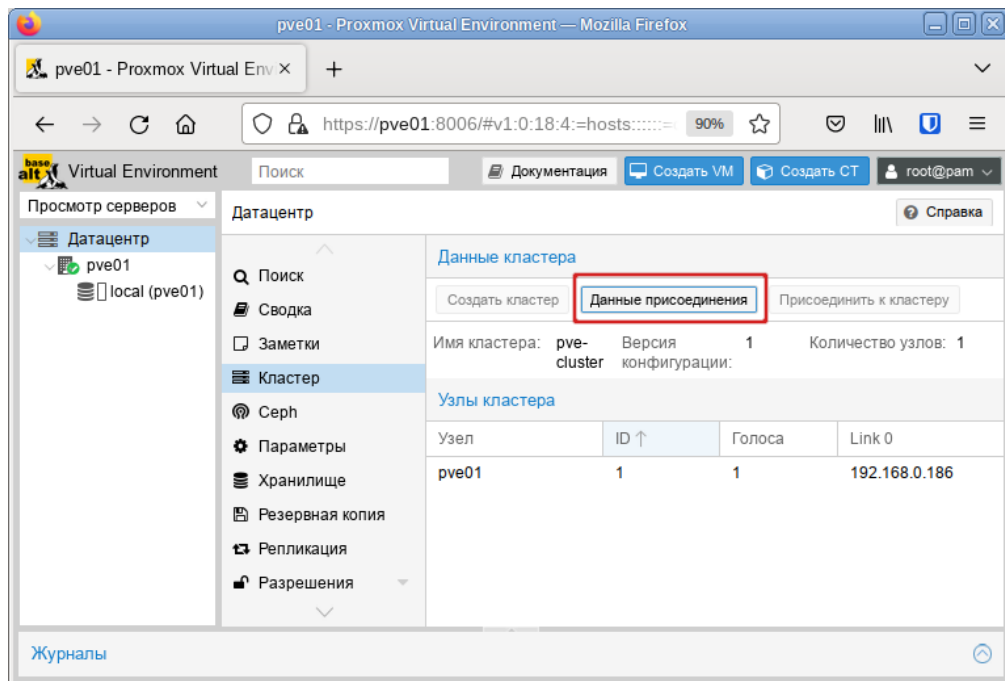 pve01 - Proxmox Virtual Environment — Mozilla Firefox
pve01 - Proxmox Virtual Env
https://pve01:8006/#v1:0:18:4:=hosts::::::= 90%
base alt Virtual Environment Поиск Документация Создать VM Создать CT root@pam
Просмотр серверов
Датацентр
pve01
local (pve01)
Датацентр Справка
Поиск
Сводка
Заметки
Кластер
Ceph
Параметры
Хранилище
Резервная копия
Репликация
Разрешения
Данные кластера
Создать кластер Данные присоединения Присоединить к кластеру
Имя кластера: pve-cluster Версия конфигурации: 1 Количество узлов: 1
Узлы кластера
Узел ID Голоса Link 0
pve01 1 1 192.168.0.186
Журналы